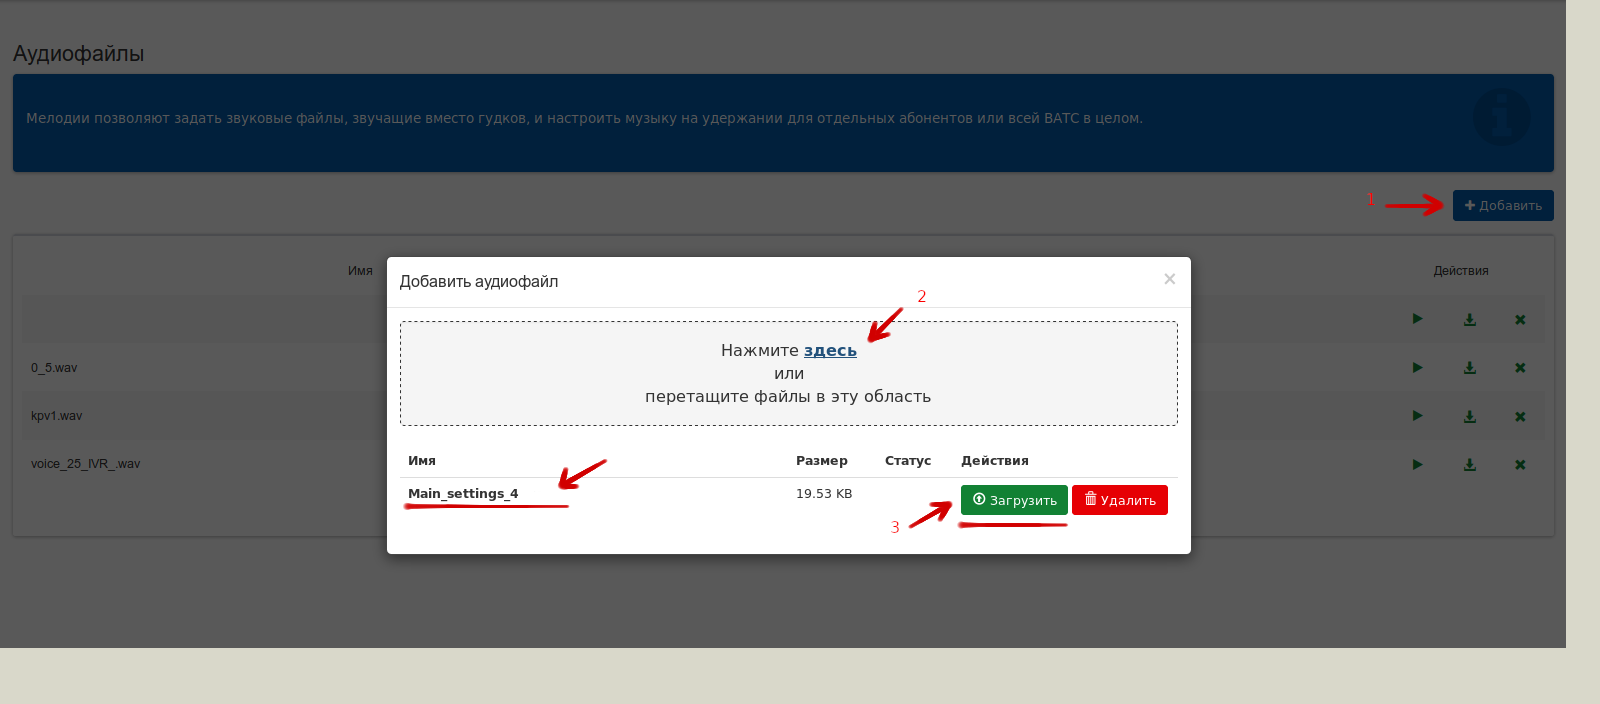 Аудиофайлы
Мелодии позволяют задать звуковые файлы, звучащие вместо гудков, и настроить музыку на удержании для отдельных абонентов или всей ВАТС в целом.
1
Добавить
Имя
Действия
0_5.wav
kpv1.wav
voice_25_IVR_.wav
Добавить аудиофайл
×
2
Нажмите здесь
или
перетащите файлы в эту область
Имя Размер Статус Действия
Main_settings_4 19.53 KB Загрузить Удалить
3